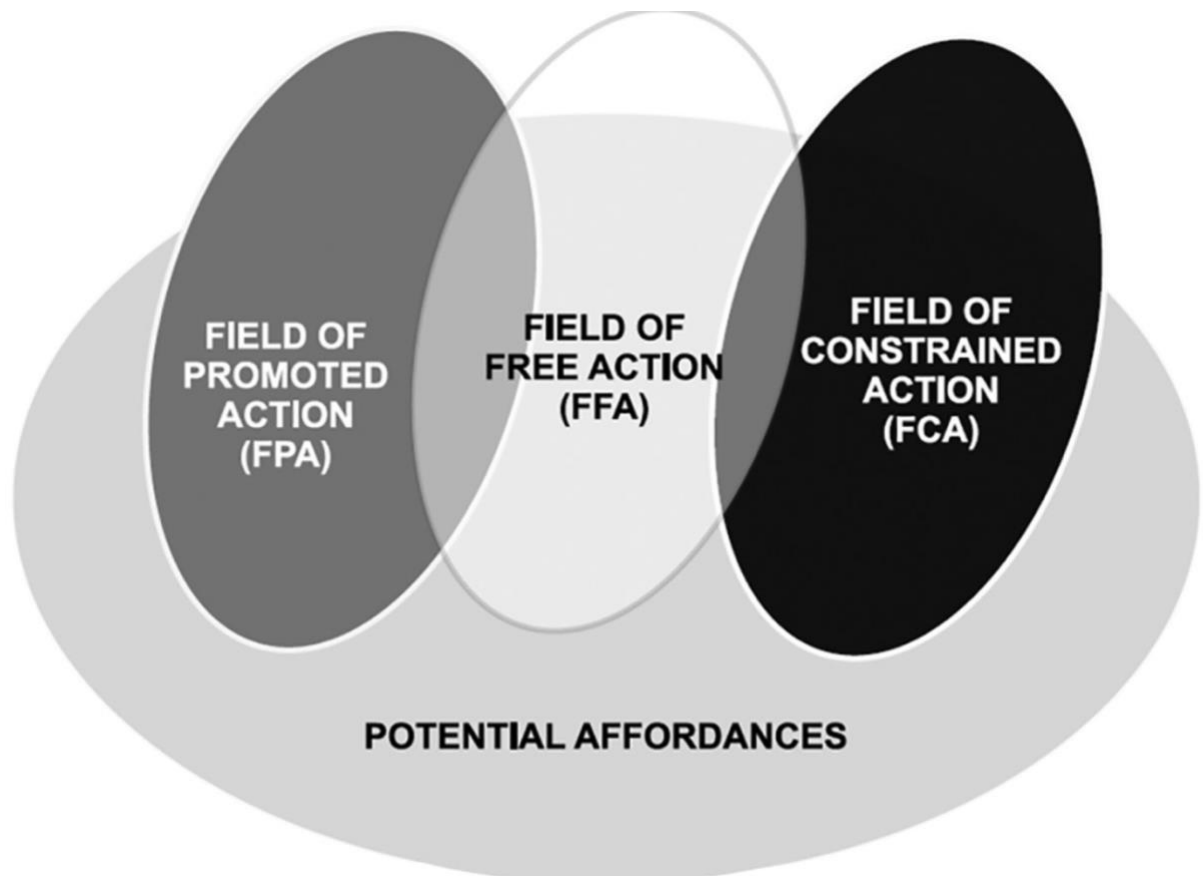 FIELD OF
PROMOTED
ACTION
(FPA)
FIELD OF
FREE ACTION
(FFA)
FIELD OF
CONSTRAINED
ACTION
(FCA)
POTENTIAL AFFORDANCES